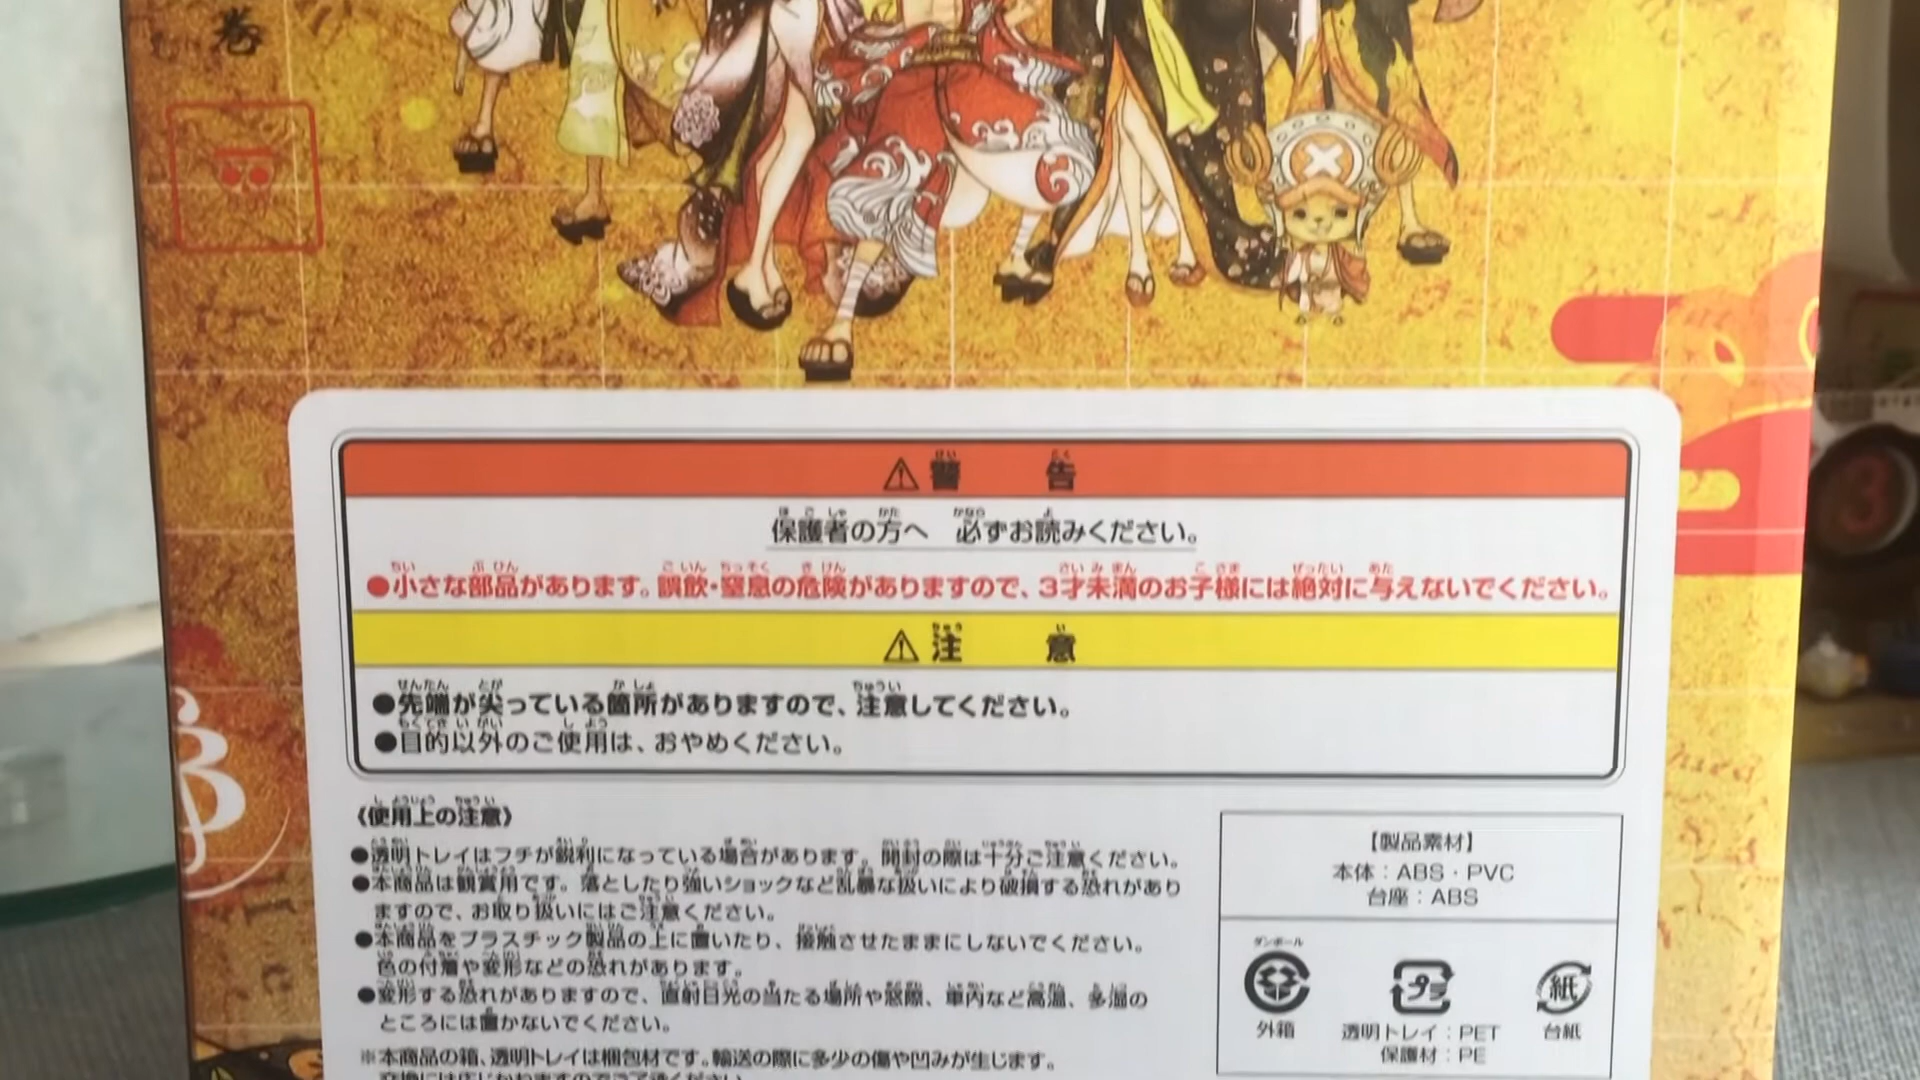 巻
警告
保護者の方へ 必ずお読みください。
●小さな部品があります。誤飲・窒息の危険がありますので、3才未満のお子様には絶対に与えないでください。
注意
●先端が尖っている箇所がありますので、注意してください。
●目的以外のご使用は、おやめください。
《使用上の注意》
●透明トレイはフチが鋭利になっている場合があります。開封の際は十分ご注意ください。
●本商品は観賞用です。落としたり強いショックなど乱暴な扱いにより破損する恐れがあり
ますので、お取り扱いにはご注意ください。
●本商品をプラスチック製品の上に置いたり、接触させたままにしないでください。
色の付着や変形などの恐れがあります。
●変形する恐れがありますので、直射日光の当たる場所や窓際、車内など高温、多湿の
ところには置かないでください。
※本商品の箱、透明トレイは梱包材です。輸送の際に多少の傷や凹みが生じます。
【製品素材】
本体：ABS・PVC
台座：ABS
ダンボール
外箱
プラ
透明トレイ：PET
保護材：PE
紙
台紙